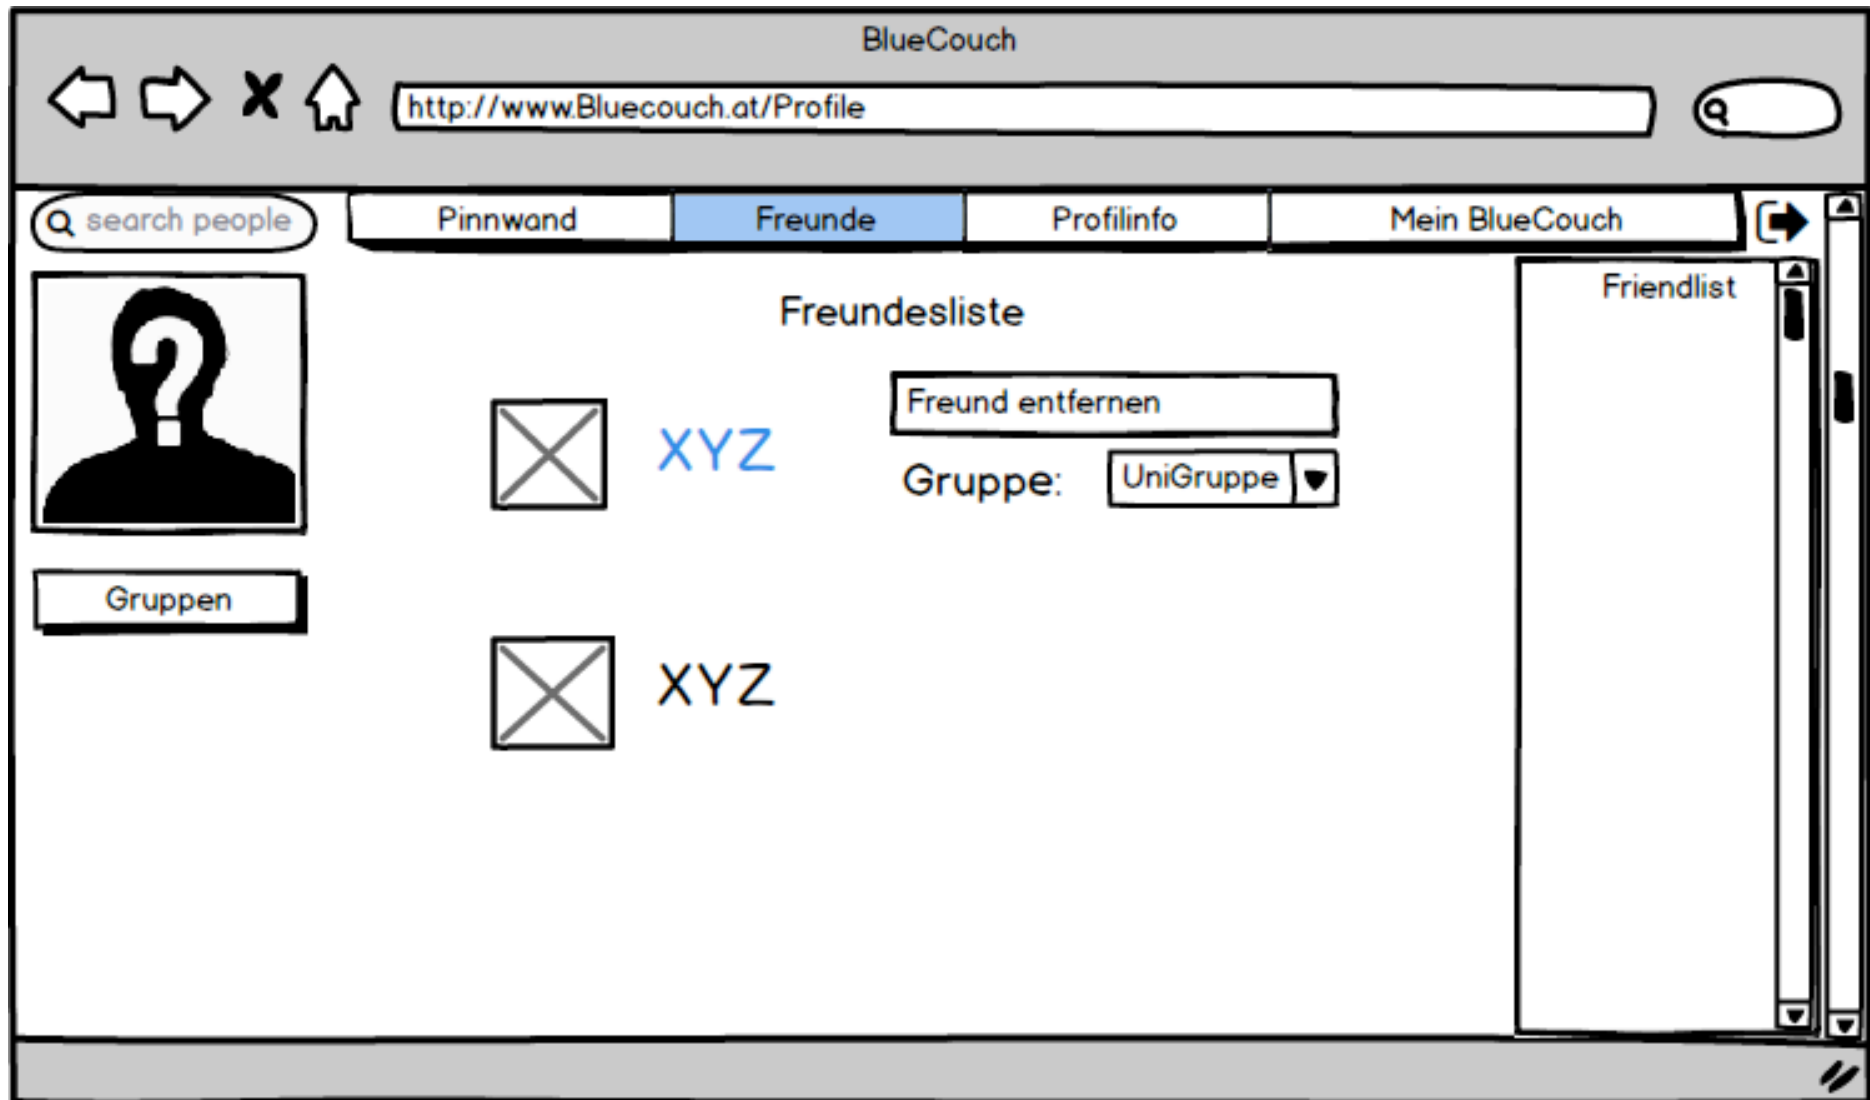 BlueCouch
http://www.Bluecouch.at/Profile
search people
Pinnwand
Freunde
Profilinfo
Mein BlueCouch
Friendlist
Freundesliste
Freund entfernen
XYZ
Gruppe:
UniGruppe
Gruppen
XYZ